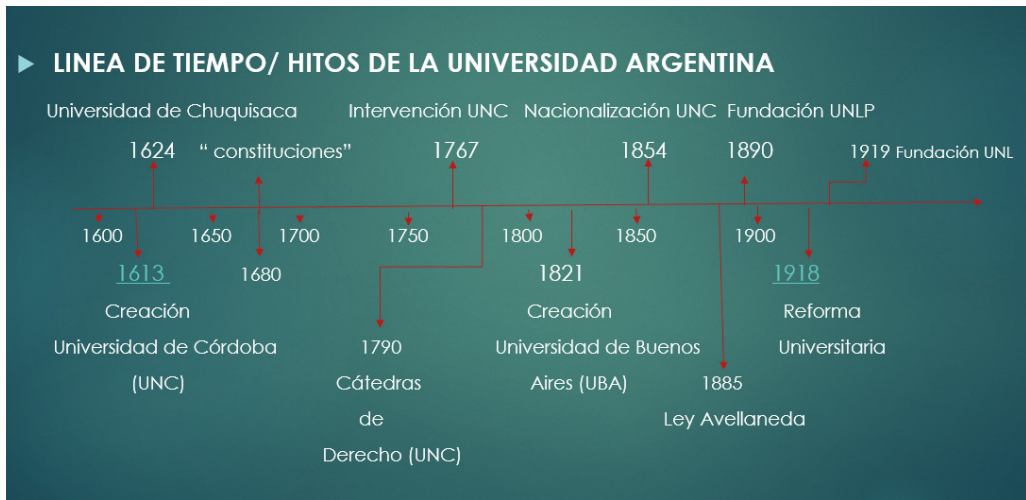 LINEA DE TIEMPO/ HITOS DE LA UNIVERSIDAD ARGENTINA
Universidad de Chuquisaca
Intervención UNC
Nacionalización UNC
Fundación UNLP
1624
“ constituciones”
1767
1854
1890
1919 Fundación UNL
1600
1650
1700
1750
1800
1850
1900
1613
1680
1821
1918
Creación
Universidad de Córdoba
(UNC)
1790
Cátedras
de
Derecho (UNC)
Creación
Universidad de Buenos
Aires (UBA)
1885
Ley Avellaneda
Reforma
Universitaria